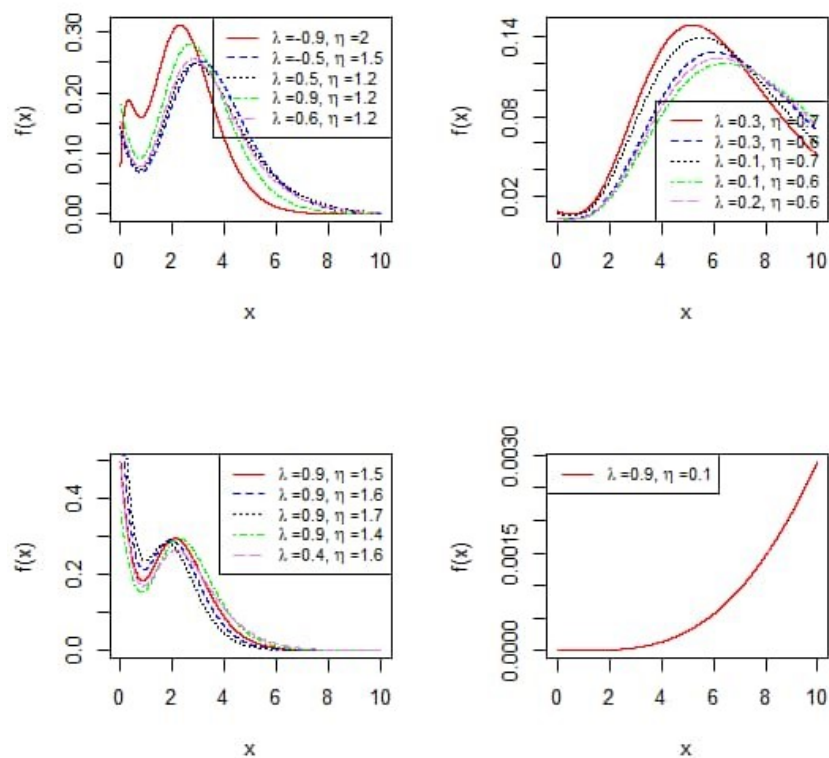 f(x)
0.00 0.10 0.20 0.30
λ =-0.9, η =2
λ =-0.5, η =1.5
λ =0.5, η =1.2
λ =0.9, η =1.2
λ =0.6, η =1.2
0 2 4 6 8 10
x
f(x)
0.02 0.08 0.14
λ =0.3, η =0.7
λ =0.3, η =0.6
λ =0.1, η =0.7
λ =0.1, η =0.6
λ =0.2, η =0.6
0 2 4 6 8 10
x
f(x)
0.0 0.2 0.4
λ =0.9, η =1.5
λ =0.9, η =1.6
λ =0.9, η =1.7
λ =0.9, η =1.4
λ =0.4, η =1.6
0 2 4 6 8 10
x
f(x)
0.0000 0.0015 0.0030
λ =0.9, η =0.1
0 2 4 6 8 10
x